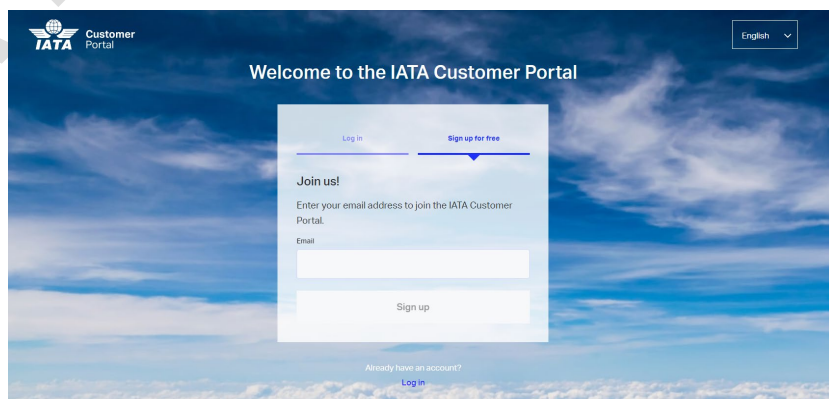 IATA
Customer
Portal
English
Welcome to the IATA Customer Portal
Log in
Sign up for free
Join us!
Enter your email address to join the IATA Customer
Portal.
Email
Sign up
Already have an account?
Log in